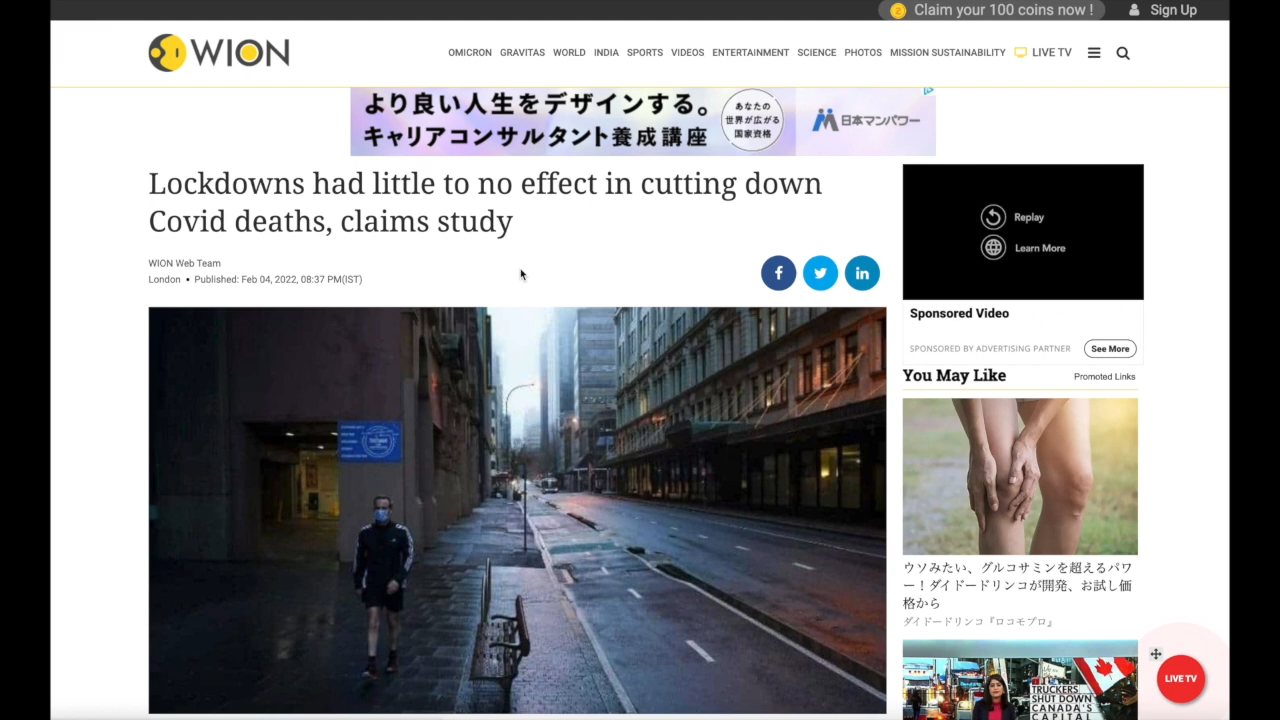 Claim your 100 coins now !
Sign Up
WION
OMICRON GRAVITAS WORLD INDIA SPORTS VIDEOS ENTERTAINMENT SCIENCE PHOTOS MISSION SUSTAINABILITY LIVE TV
より良い人生をデザインする。
キャリアコンサルタント養成講座
あなたの
世界が広がる
国家資格
日本マンパワー
Lockdowns had little to no effect in cutting down
Covid deaths, claims study
WION Web Team
London • Published: Feb 04, 2022, 08:37 PM(IST)
Replay
Learn More
Sponsored Video
SPONSORED BY ADVERTISING PARTNER See More
You May Like Promoted Links
ウソみたい、グルコサミンを超えるパワ
ー！ダイドードリンコが開発、お試し価
格から
ダイドードリンコ『ロコモプロ』
TRUCKERS
SHUT DOWN
CANADA'S
CAPITAL
LIVE TV